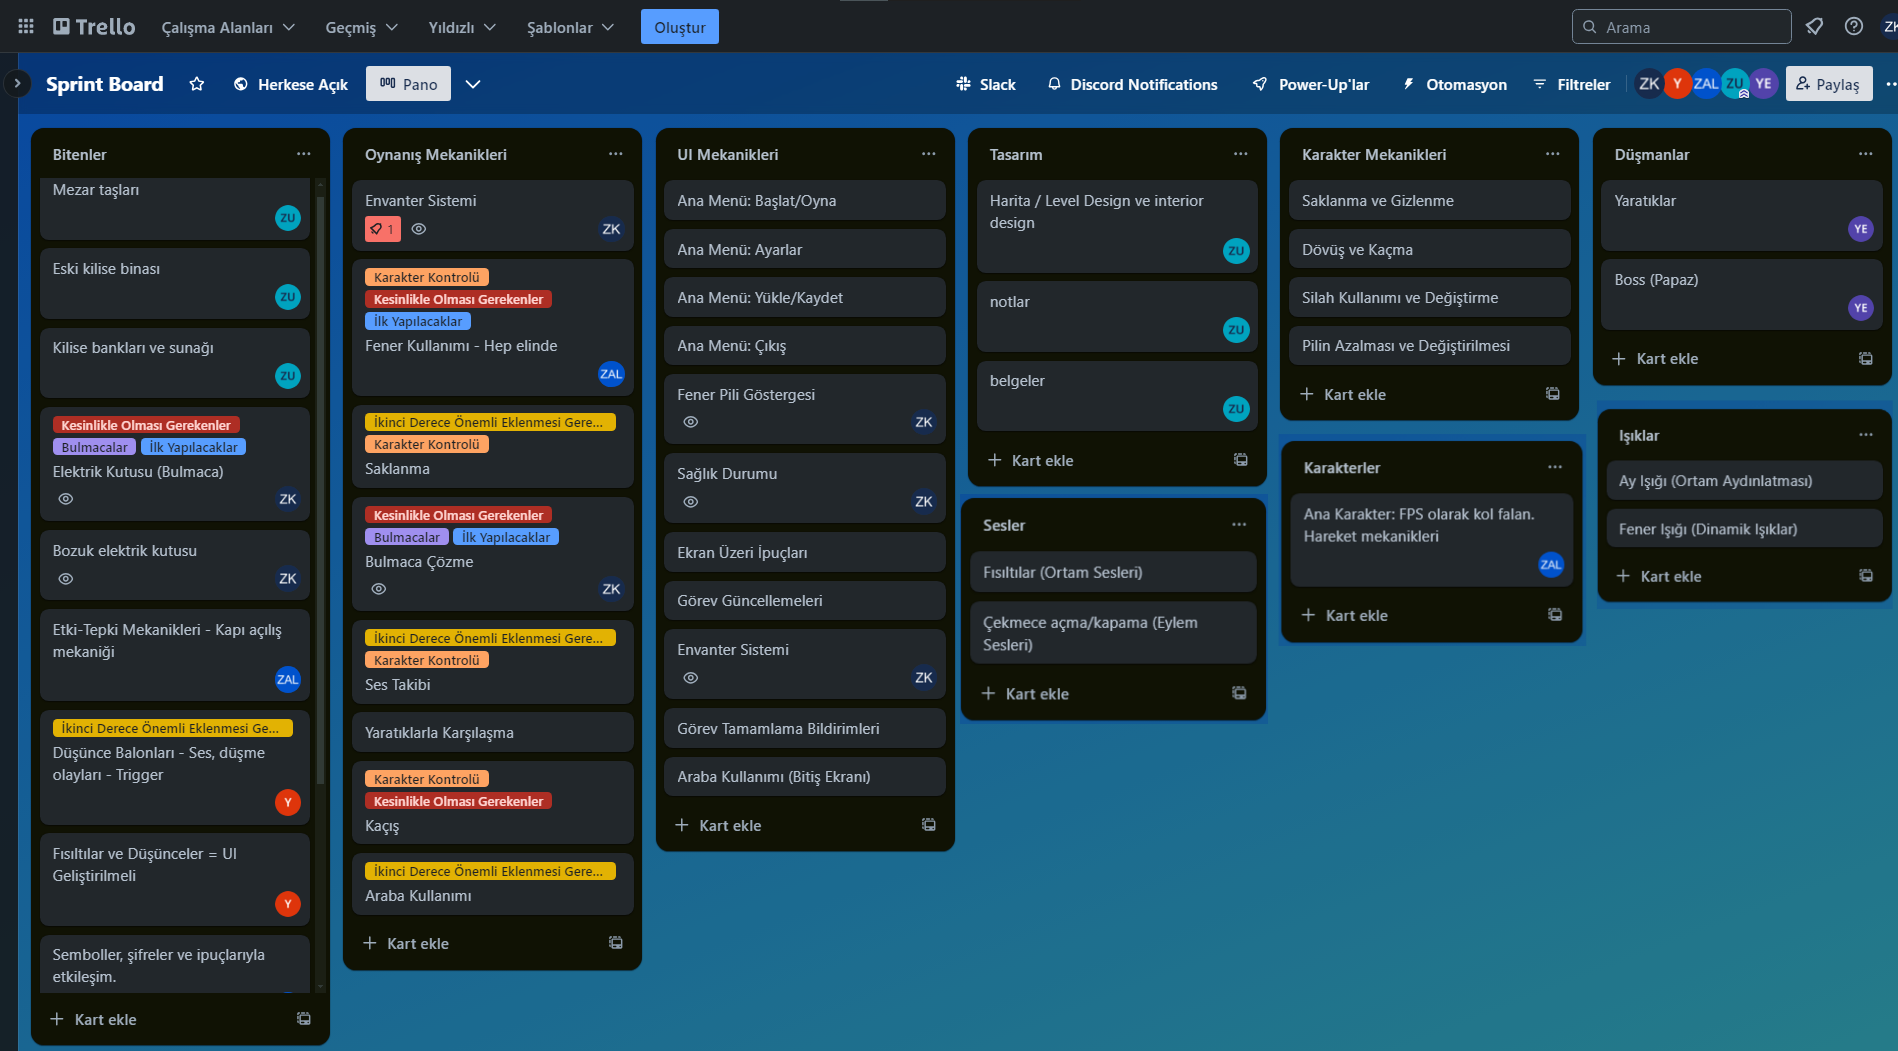 Trello
Çalışma Alanları
Geçmiş
Yıldızlı
Şablonlar
Oluştur
Arama
ZK
Sprint Board
Herkese Açık
Pano
Slack
Discord Notifications
Power-Up'lar
Otomasyon
Filtreler
ZK
Y
ZAL
ZU
YE
Paylaş
Bitenler
Mezar taşları
ZU
Eski kilise binası
ZU
Kilise bankları ve sunağı
ZU
Kesinlikle Olması Gerekenler
Bulmacalar
İlk Yapılacaklar
Elektrik Kutusu (Bulmaca)
ZK
Bozuk elektrik kutusu
ZK
Etki-Tepki Mekanikleri - Kapı açılış
mekaniği
ZAL
İkinci Derece Önemli Eklenmesi Ge...
Düşünce Balonları - Ses, düşme
olayları - Trigger
Y
Fısıltılar ve Düşünceler = UI
Geliştirilmeli
Y
Semboller, şifreler ve ipuçlarıyla
etkileşim.
Kart ekle
Oynanış Mekanikleri
Envanter Sistemi
1
ZK
Karakter Kontrolü
Kesinlikle Olması Gerekenler
İlk Yapılacaklar
Fener Kullanımı - Hep elinde
ZAL
İkinci Derece Önemli Eklenmesi Gere...
Karakter Kontrolü
Saklanma
Kesinlikle Olması Gerekenler
Bulmacalar
İlk Yapılacaklar
Bulmaca Çözme
ZK
İkinci Derece Önemli Eklenmesi Gere...
Karakter Kontrolü
Ses Takibi
Yaratıklarla Karşılaşma
Karakter Kontrolü
Kesinlikle Olması Gerekenler
Kaçış
İkinci Derece Önemli Eklenmesi Gere...
Araba Kullanımı
Kart ekle
UI Mekanikleri
Ana Menü: Başlat/Oyna
Ana Menü: Ayarlar
Ana Menü: Yükle/Kaydet
Ana Menü: Çıkış
Fener Pili Göstergesi
ZK
Sağlık Durumu
ZK
Ekran Üzeri İpuçları
Görev Güncellemeleri
Envanter Sistemi
ZK
Görev Tamamlama Bildirimleri
Araba Kullanımı (Bitiş Ekranı)
Kart ekle
Tasarım
Harita / Level Design ve interior
design
ZU
notlar
ZU
belgeler
ZU
Kart ekle
Sesler
Fısıltılar (Ortam Sesleri)
Çekmece açma/kapama (Eylem
Sesleri)
Kart ekle
Karakter Mekanikleri
Saklanma ve Gizlenme
Dövüş ve Kaçma
Silah Kullanımı ve Değiştirme
Pilin Azalması ve Değiştirilmesi
Kart ekle
Karakterler
Ana Karakter: FPS olarak kol falan.
Hareket mekanikleri
ZAL
Kart ekle
Düşmanlar
Yaratıklar
YE
Boss (Papaz)
YE
Kart ekle
Işıklar
Ay Işığı (Ortam Aydınlatması)
Fener Işığı (Dinamik Işıklar)
Kart ekle